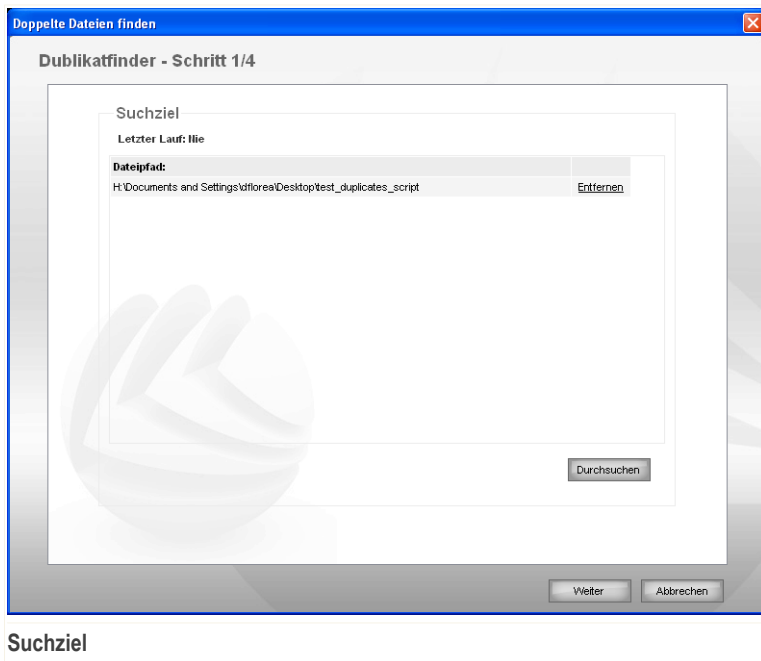 Doppelte Dateien finden
Dublikatfinder - Schritt 1/4
Suchziel
Letzter Lauf: Nie
Dateipfad:
H:\Documents and Settings\dflorea\Desktop\test_duplicates_script Entfernen
Durchsuchen
Weiter Abbrechen
Suchziel